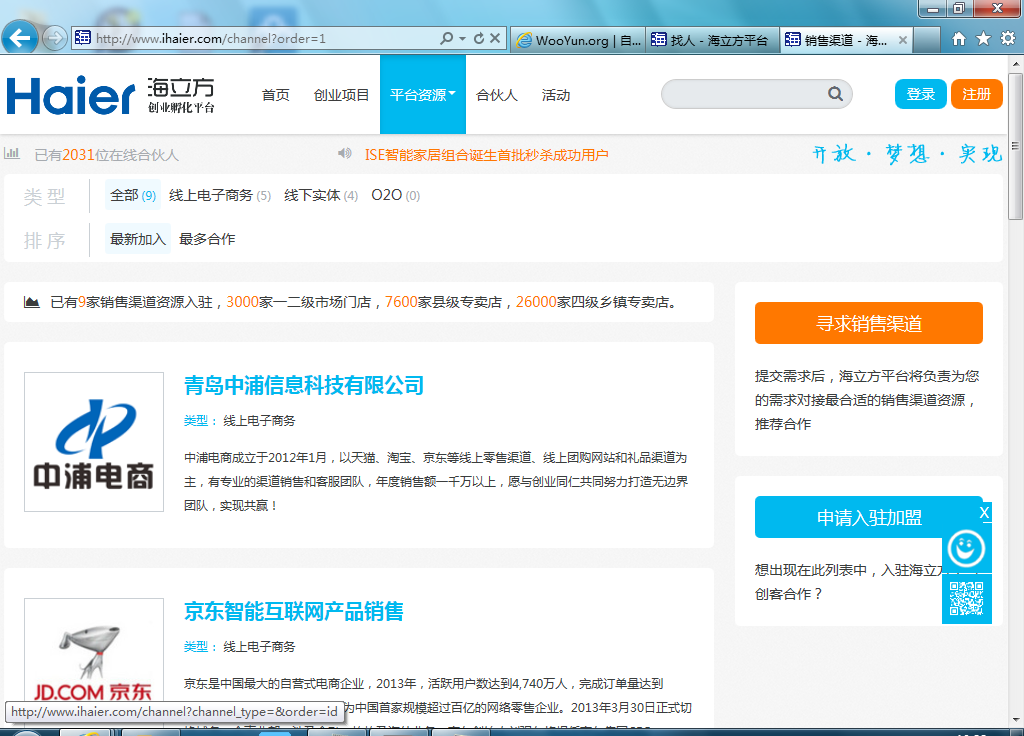 http://www.ihaier.com/channel?order=1
WooYun.org | 自...
找人 - 海立方平台
销售渠道 - 海...
Haier 海立方
创业孵化平台
首页 创业项目 平台资源 合伙人 活动
登录 注册
已有2031位在线合伙人
ISE智能家居组合诞生首批秒杀成功用户
开放·梦想·实现
类型 全部(9) 线上电子商务(5) 线下实体(4) O2O(0)
排序 最新加入 最多合作
已有9家销售渠道资源入驻，3000家一二级市场门店，7600家县级专卖店，26000家四级乡镇专卖店。
寻求销售渠道
提交需求后，海立方平台将负责为您
的需求对接最合适的销售渠道资源，
推荐合作
青岛中浦信息科技有限公司
类型： 线上电子商务
中浦电商成立于2012年1月，以天猫、淘宝、京东等线上零售渠道、线上团购网站和礼品渠道为
主，有专业的渠道销售和客服团队，年度销售额一千万以上，愿与创业同仁共同努力打造无边界
团队，实现共赢！
中浦电商
申请入驻加盟
X
想出现在此列表中，入驻海立方
创客合作？
京东智能互联网产品销售
类型： 线上电子商务
京东是中国最大的自营式电商企业，2013年，活跃用户数达到4,740万人，完成订单量达到
为中国首家规模超过百亿的网络零售企业。2013年3月30日正式切
JD.COM 京东
http://www.ihaier.com/channel?channel_type=&order=id